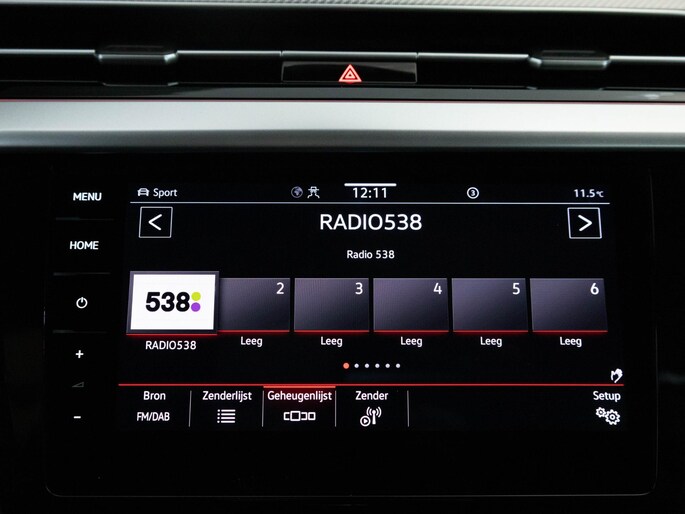 MENU
HOME
Sport
12:11
3
11.5°C
RADIO538
Radio 538
538
2
3
4
5
6
RADIO538
Leeg
Leeg
Leeg
Leeg
Leeg
Bron
Zenderlijst
Geheugenlijst
Zender
Setup
FM/DAB